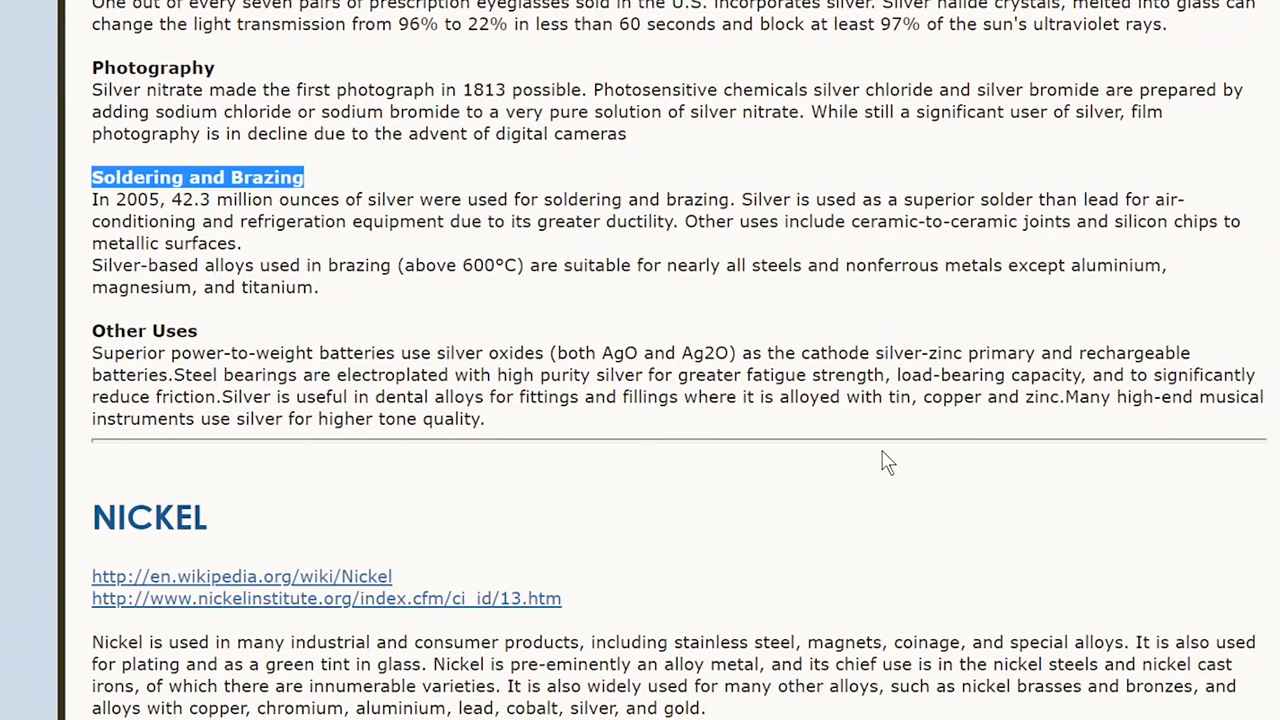 One out of every seven pairs of prescription eyeglasses sold in the U.S. incorporates silver. Silver halide crystals, melted into glass can
change the light transmission from 96% to 22% in less than 60 seconds and block at least 97% of the sun's ultraviolet rays.
Photography
Silver nitrate made the first photograph in 1813 possible. Photosensitive chemicals silver chloride and silver bromide are prepared by
adding sodium chloride or sodium bromide to a very pure solution of silver nitrate. While still a significant user of silver, film
photography is in decline due to the advent of digital cameras
Soldering and Brazing
In 2005, 42.3 million ounces of silver were used for soldering and brazing. Silver is used as a superior solder than lead for air-
conditioning and refrigeration equipment due to its greater ductility. Other uses include ceramic-to-ceramic joints and silicon chips to
metallic surfaces.
Silver-based alloys used in brazing (above 600°C) are suitable for nearly all steels and nonferrous metals except aluminium,
magnesium, and titanium.
Other Uses
Superior power-to-weight batteries use silver oxides (both AgO and Ag2O) as the cathode silver-zinc primary and rechargeable
batteries.Steel bearings are electroplated with high purity silver for greater fatigue strength, load-bearing capacity, and to significantly
reduce friction.Silver is useful in dental alloys for fittings and fillings where it is alloyed with tin, copper and zinc.Many high-end musical
instruments use silver for higher tone quality.
NICKEL
http://en.wikipedia.org/wiki/Nickel
http://www.nickelinstitute.org/index.cfm/ci_id/13.htm
Nickel is used in many industrial and consumer products, including stainless steel, magnets, coinage, and special alloys. It is also used
for plating and as a green tint in glass. Nickel is pre-eminently an alloy metal, and its chief use is in the nickel steels and nickel cast
irons, of which there are innumerable varieties. It is also widely used for many other alloys, such as nickel brasses and bronzes, and
alloys with copper, chromium, aluminium, lead, cobalt, silver, and gold.